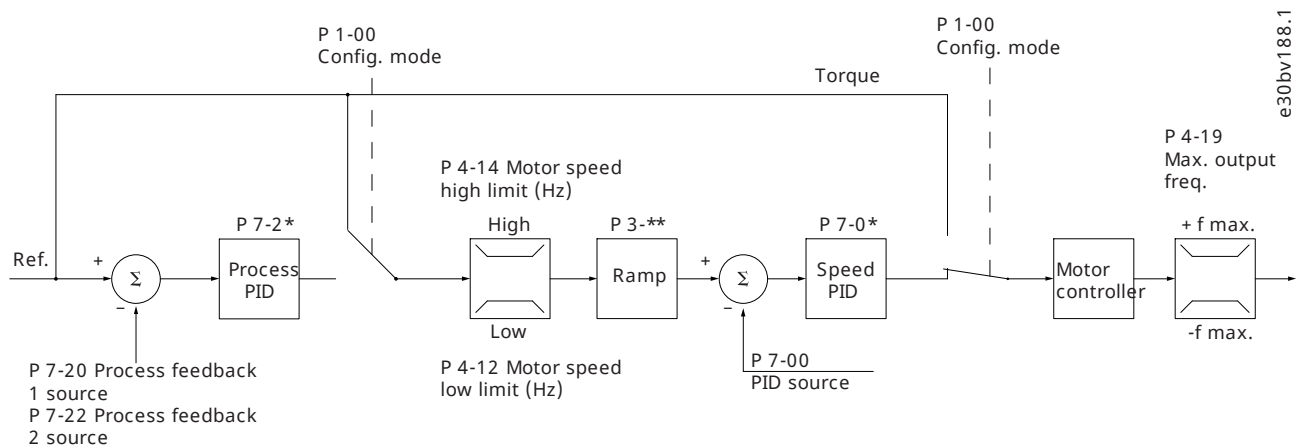 P 1-00
Config. mode
P 1-00
Config. mode
e30bv188.1
Torque
P 4-19
Max. output
freq.
P 4-14 Motor speed
high limit (Hz)
P 7-2*
High
P 3-**
P 7-0*
+ f max.
Ref.
+
Σ
−
Process
PID
Ramp
+
Σ
−
Speed
PID
Motor
controller
Low
-f max.
P 7-20 Process feedback
1 source
P 7-22 Process feedback
2 source
P 4-12 Motor speed
low limit (Hz)
P 7-00
PID source